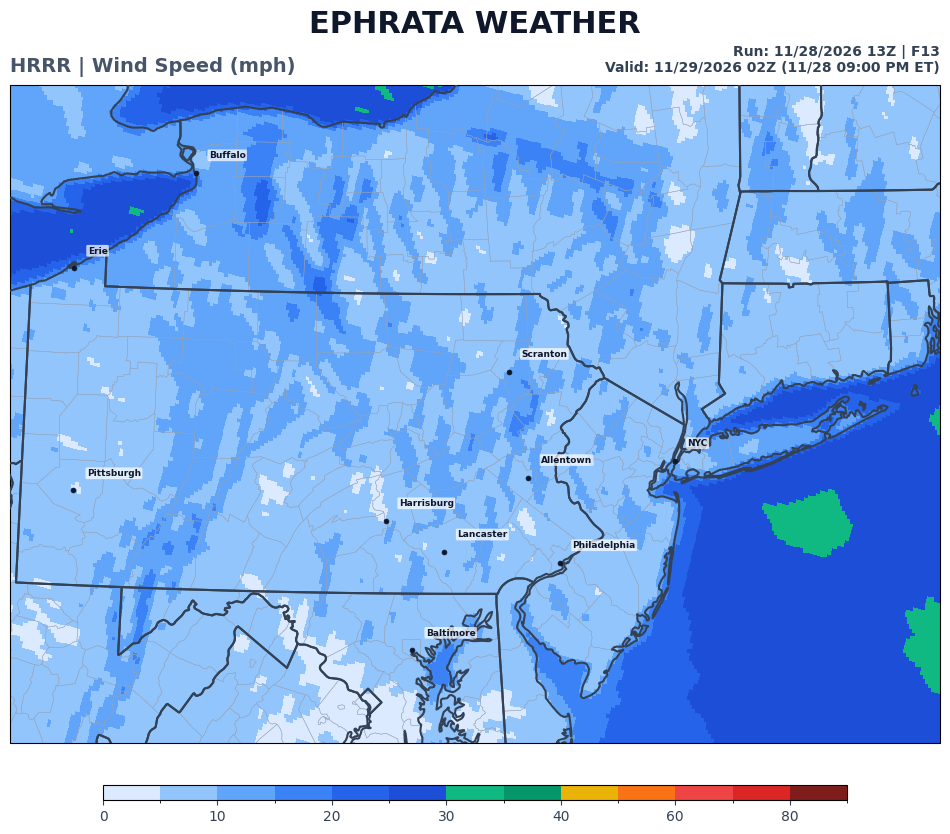 EPHRATA WEATHER
HRRR | Wind Speed (mph)
Run: 11/28/2026 13Z | F13
Valid: 11/29/2026 02Z (11/28 09:00 PM ET)
Buffalo
Erie
Scranton
NYC
Allentown
Pittsburgh
Harrisburg
Lancaster
Philadelphia
Baltimore
0 10 20 30 40 50 60 70 80